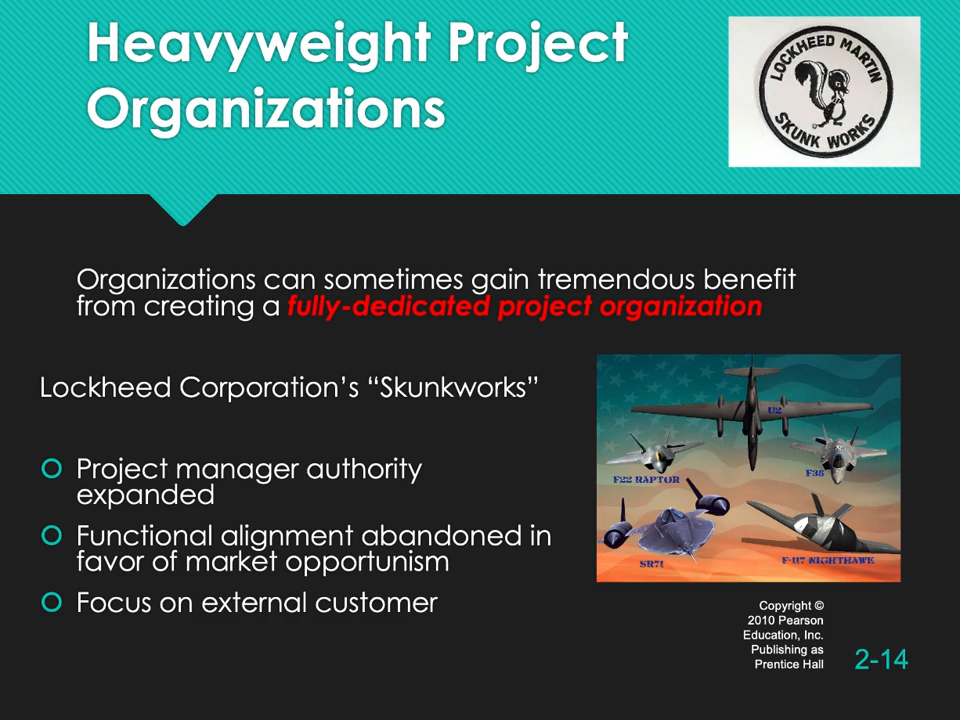 Heavyweight Project
Organizations
LOCKHEED MARTIN
SKUNK WORKS
Organizations can sometimes gain tremendous benefit
from creating a fully-dedicated project organization
Lockheed Corporation’s “Skunkworks”
Project manager authority
expanded
Functional alignment abandoned in
favor of market opportunism
Focus on external customer
U2
F22 RAPTOR
F35
SR71
F-117 NIGHTHAWK
Copyright ©
2010 Pearson
Education, Inc.
Publishing as
Prentice Hall
2-14